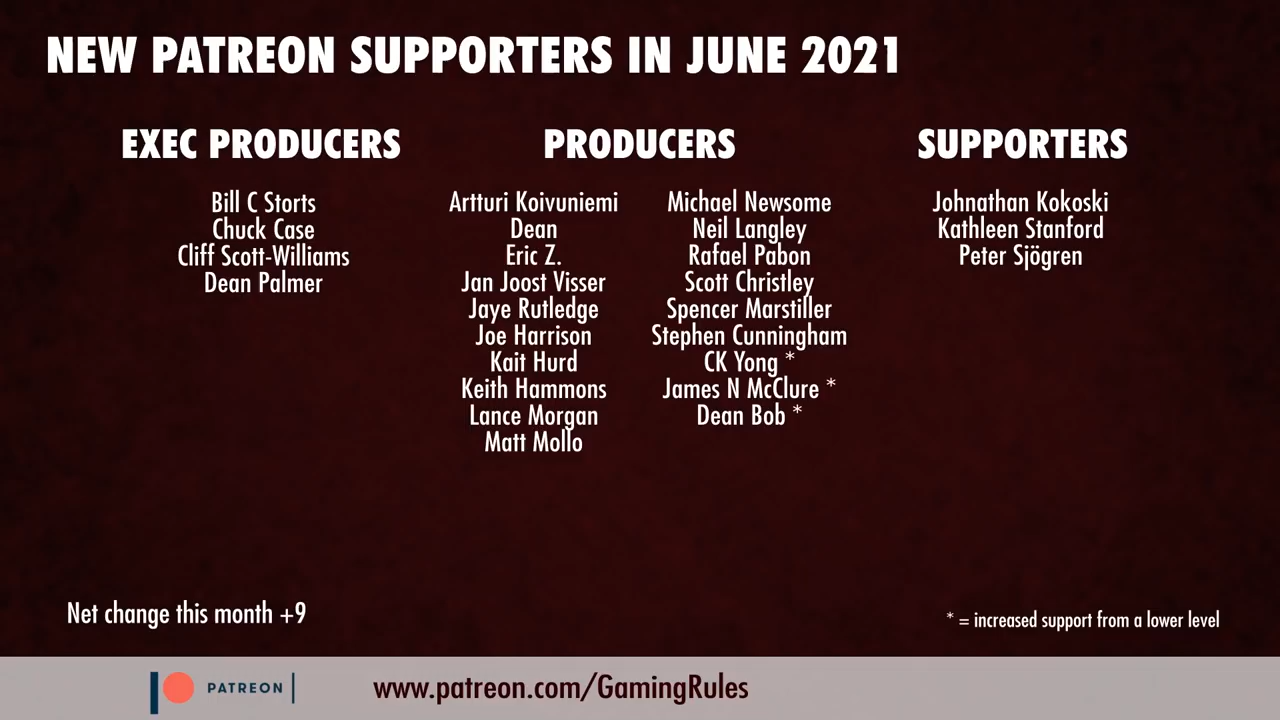 NEW PATREON SUPPORTERS IN JUNE 2021
EXEC PRODUCERS
Bill C Storts
Chuck Case
Cliff Scott-Williams
Dean Palmer
PRODUCERS
Artturi Koivuniemi
Dean
Eric Z.
Jan Joost Visser
Jaye Rutledge
Joe Harrison
Kait Hurd
Keith Hammons
Lance Morgan
Matt Mollo
Michael Newsome
Neil Langley
Rafael Pabon
Scott Christley
Spencer Marstiller
Stephen Cunningham
CK Yong *
James N McClure *
Dean Bob *
SUPPORTERS
Johnathan Kokoski
Kathleen Stanford
Peter Sjögren
Net change this month +9
* = increased support from a lower level
PATREON
www.patreon.com/GamingRules